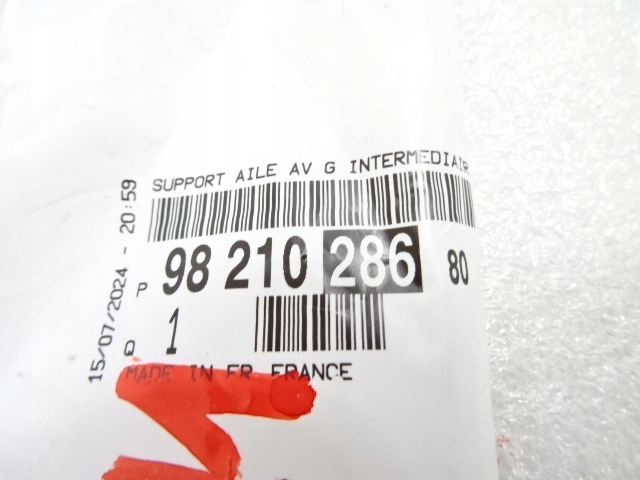 SUPPORT AILE AV G INTERMEDIAIR
P 98 210 286 80
Q 1
MADE IN FR FRANCE
15/07/2024 - 20:59